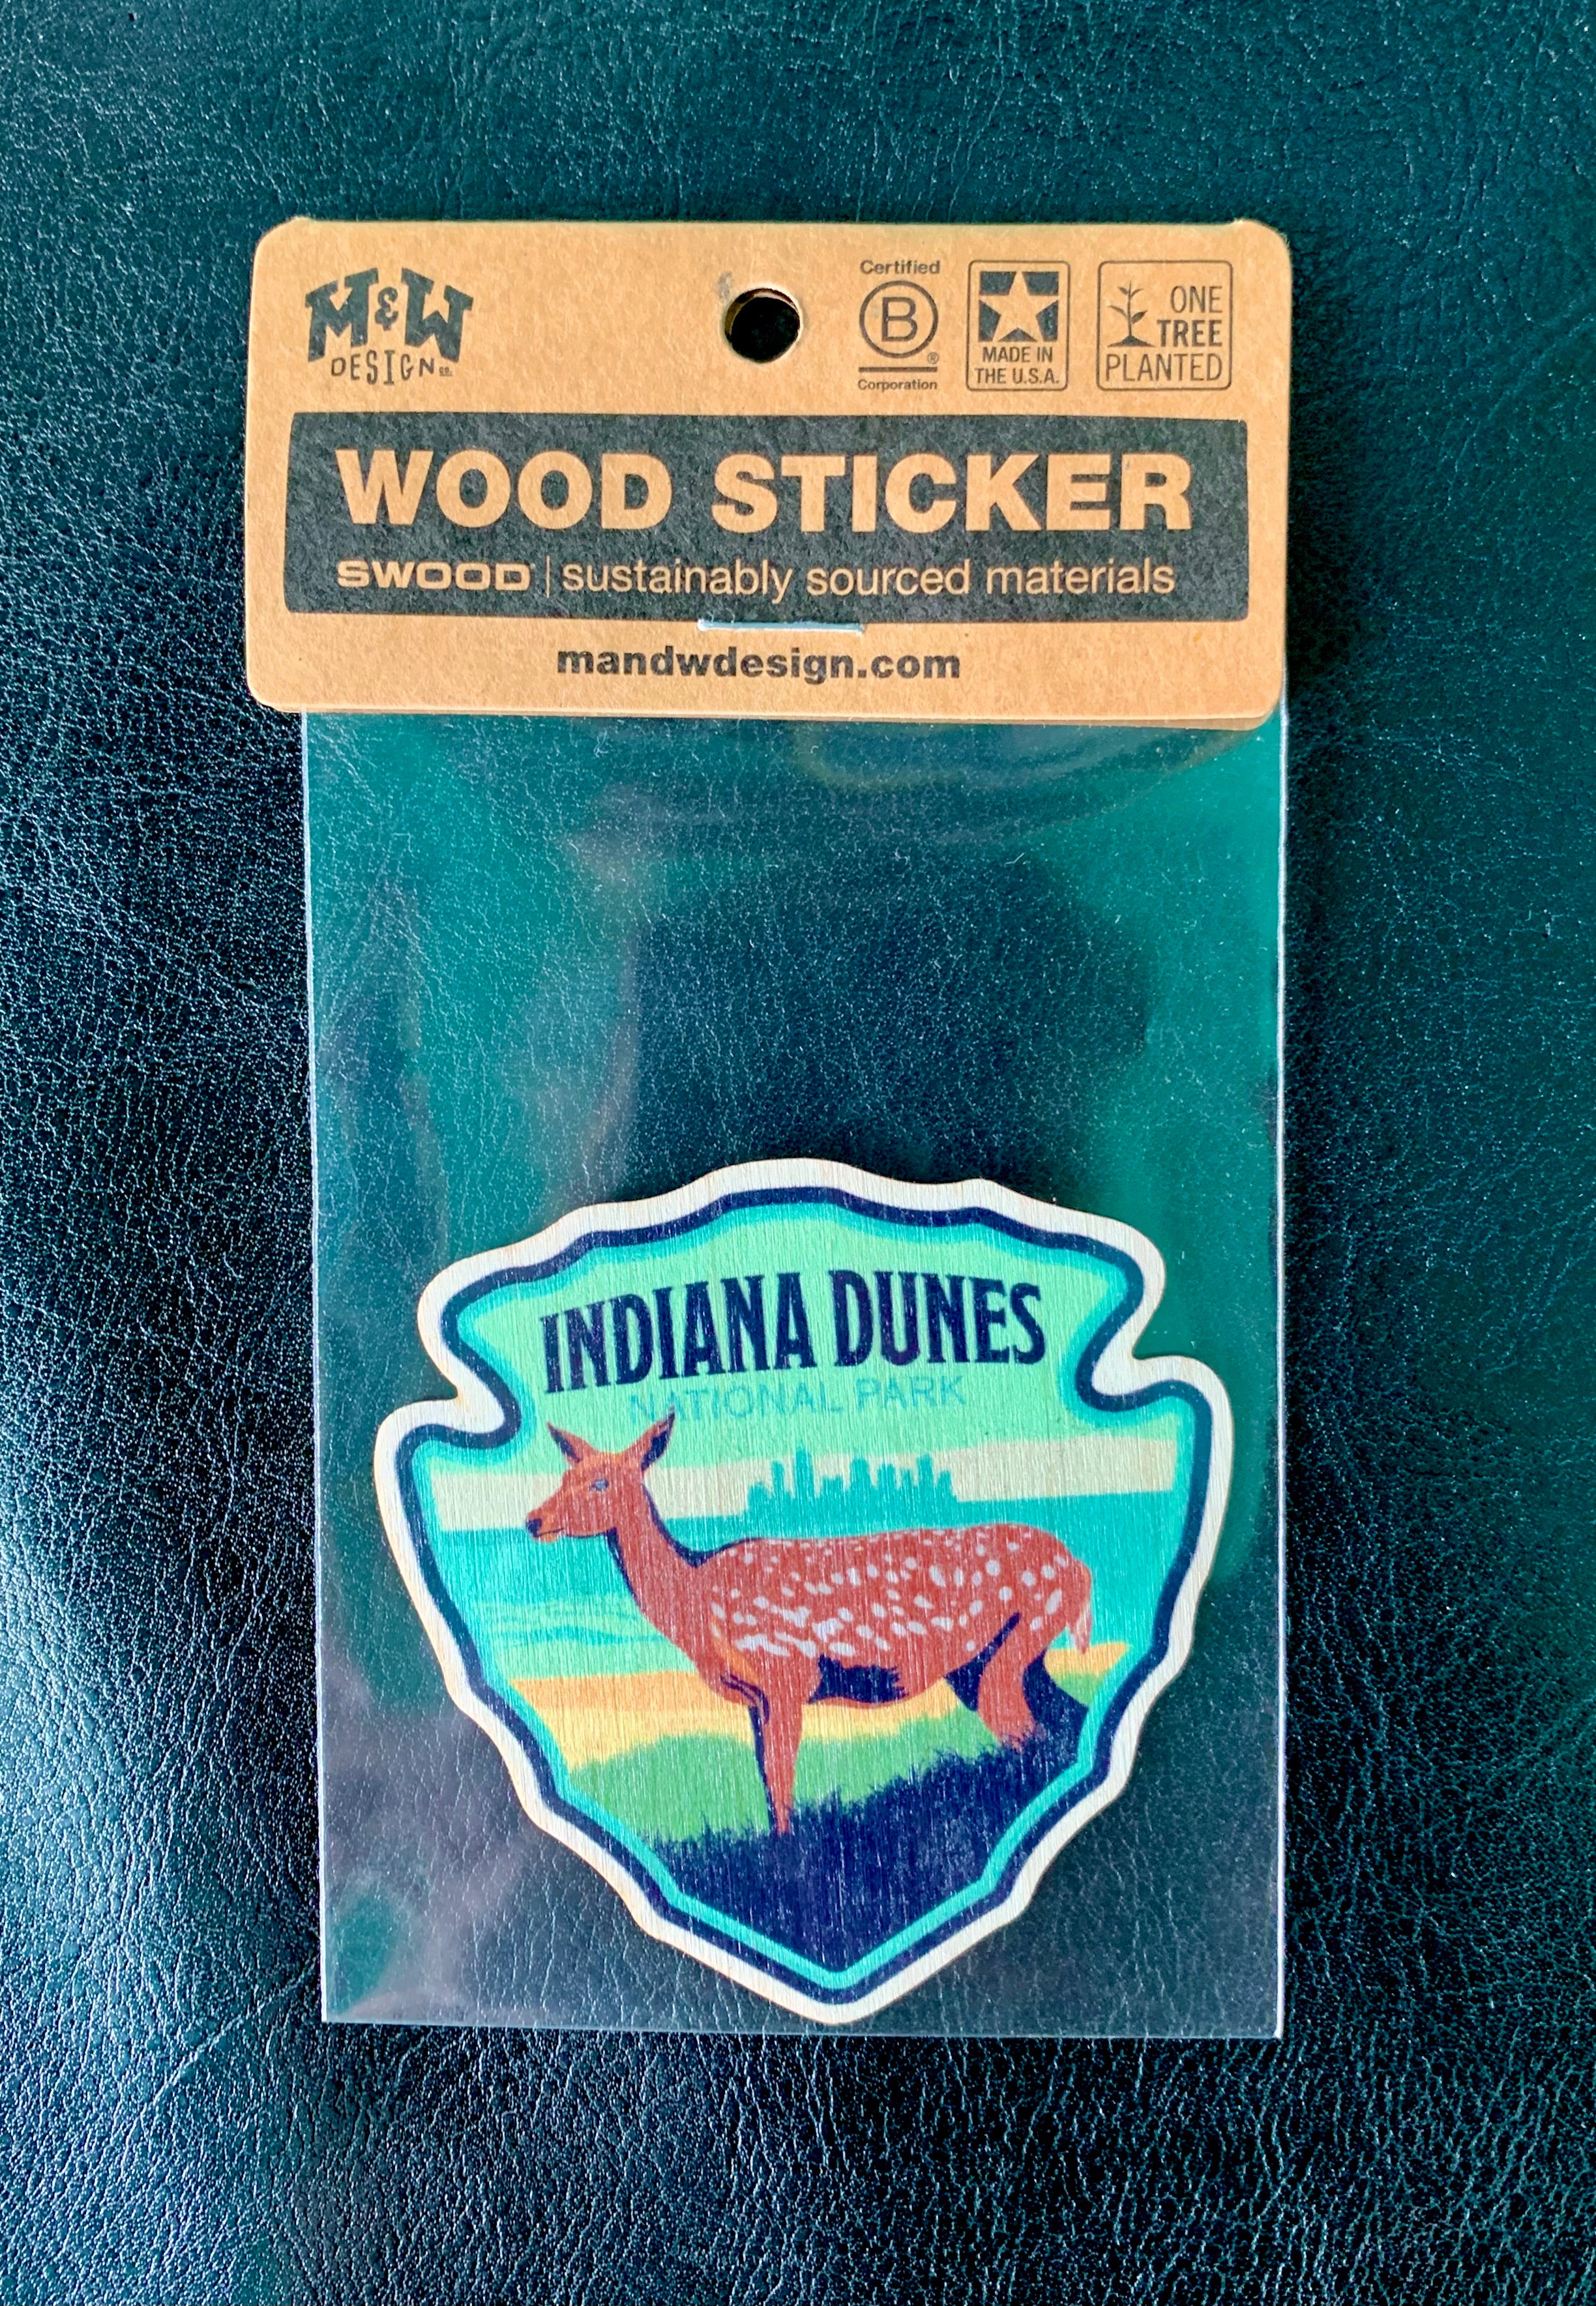 M&W
DESIGN CO.
Certified
B
®
Corporation
MADE IN
THE U.S.A.
ONE
TREE
PLANTED
WOOD STICKER
SWOOD | sustainably sourced materials
mandwdesign.com
INDIANA DUNES
NATIONAL PARK